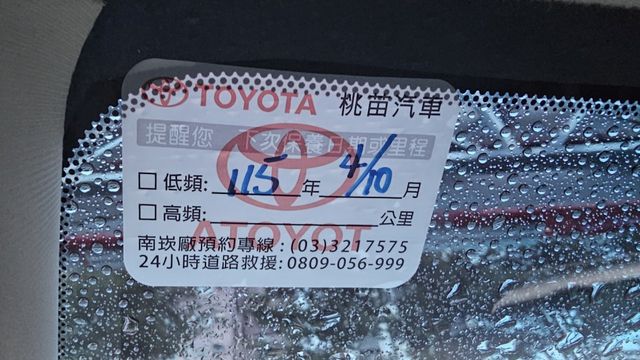 TOYOTA 桃苗汽車
提醒您 下次保養日期或里程
□ 低頻: 115 年 4/10 月
□ 高頻: 公里
南崁廠預約專線: (03)3217575
24小時道路救援: 0809-056-999